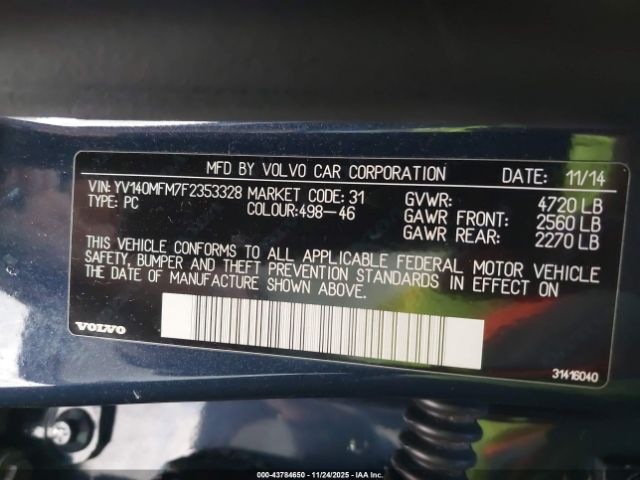 MFD BY VOLVO CAR CORPORATION DATE: 11/14
VIN: YV140MFM7F2353328 MARKET CODE: 31 GVWR: 4720 LB
TYPE: PC COLOUR:498-46 GAWR FRONT: 2560 LB
GAWR REAR: 2270 LB
THIS VEHICLE CONFORMS TO ALL APPLICABLE FEDERAL MOTOR VEHICLE
SAFETY, BUMPER AND THEFT PREVENTION STANDARDS IN EFFECT ON
THE DATE OF MANUFACTURE SHOWN ABOVE.
VOLVO
31416040
000-43784650 - 11/24/2025 - IAA Inc.